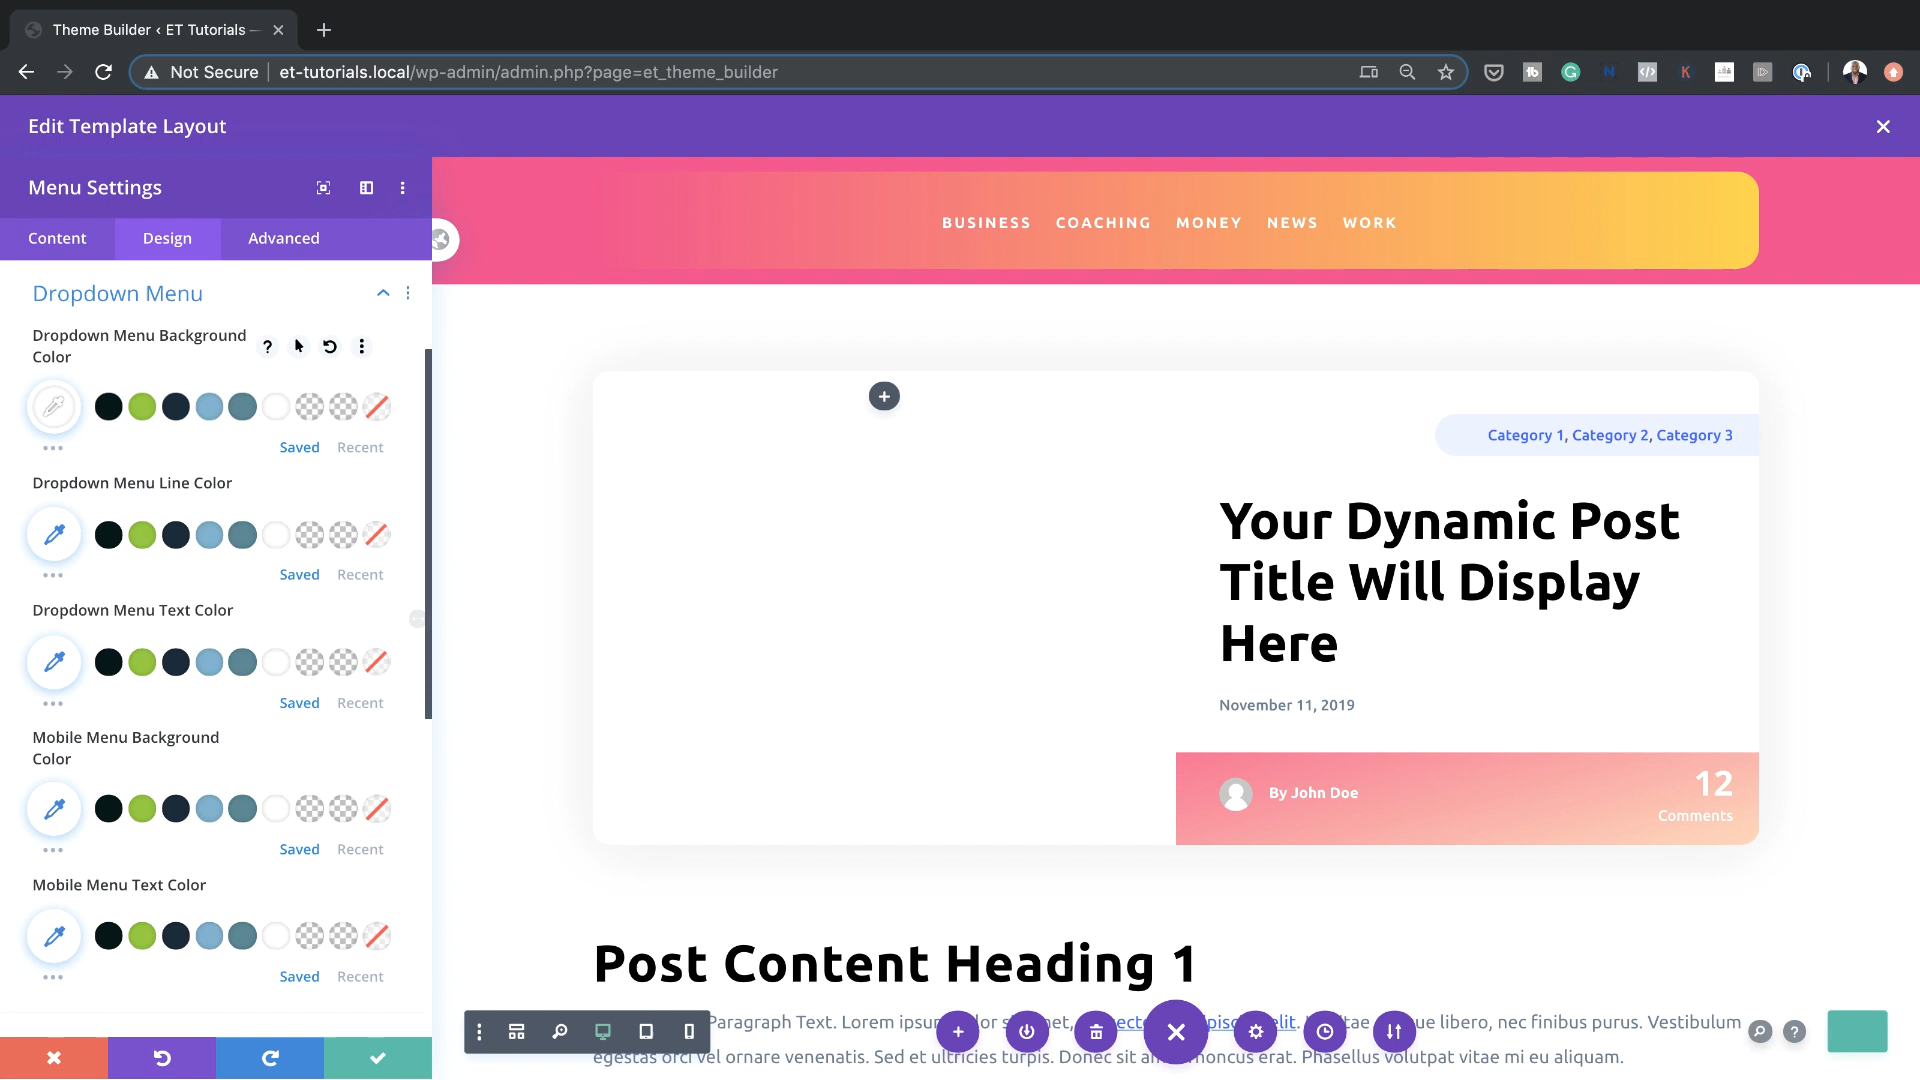 Theme Builder ‹ ET Tutorials —
Not Secure
et-tutorials.local/wp-admin/admin.php?page=et_theme_builder
Edit Template Layout
Menu Settings
Content
Design
Advanced
Dropdown Menu
Dropdown Menu Background
Color
Saved Recent
Dropdown Menu Line Color
Saved Recent
Dropdown Menu Text Color
Saved Recent
Mobile Menu Background
Color
Saved Recent
Mobile Menu Text Color
Saved Recent
BUSINESS COACHING MONEY NEWS WORK
Category 1, Category 2, Category 3
Your Dynamic Post
Title Will Display
Here
November 11, 2019
By John Doe
12
Comments
Post Content Heading 1
Paragraph Text. Lorem ue libero, nec finibus purus. Vestibulum
egestas orci vel ornare venenatis. Sed et ultricies turpis. Donec sit rhoncus erat. Phasellus volutpat vitae mi eu aliquam.